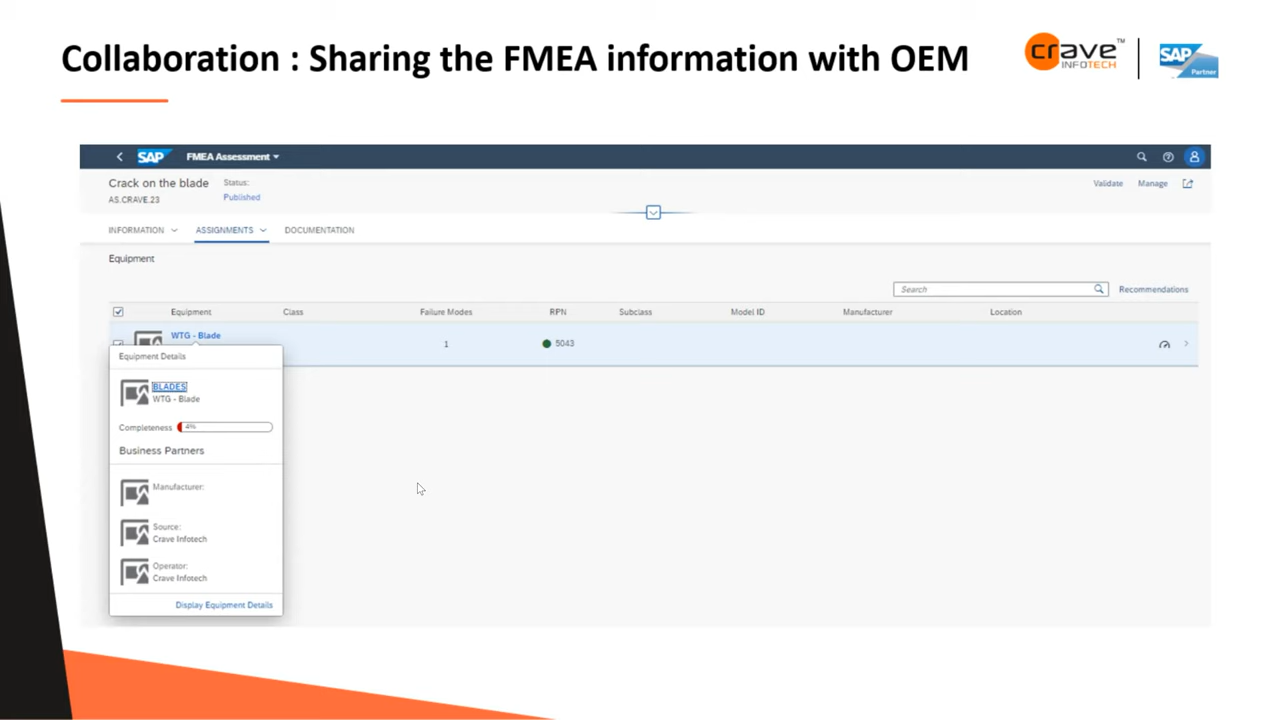 Collaboration : Sharing the FMEA information with OEM
crave™
INFOTECH
SAP
Partner
SAP
FMEA Assessment
Crack on the blade
Status:
AS.CRAVE.23
Published
Validate
Manage
INFORMATION
ASSIGNMENTS
DOCUMENTATION
Equipment
Search
Recommendations
Equipment
Class
Failure Modes
RPN
Subclass
Model ID
Manufacturer
Location
WTG - Blade
1
5043
Equipment Details
BLADES
WTG - Blade
Completeness
4%
Business Partners
Manufacturer:
Source:
Crave Infotech
Operator:
Crave Infotech
Display Equipment Details